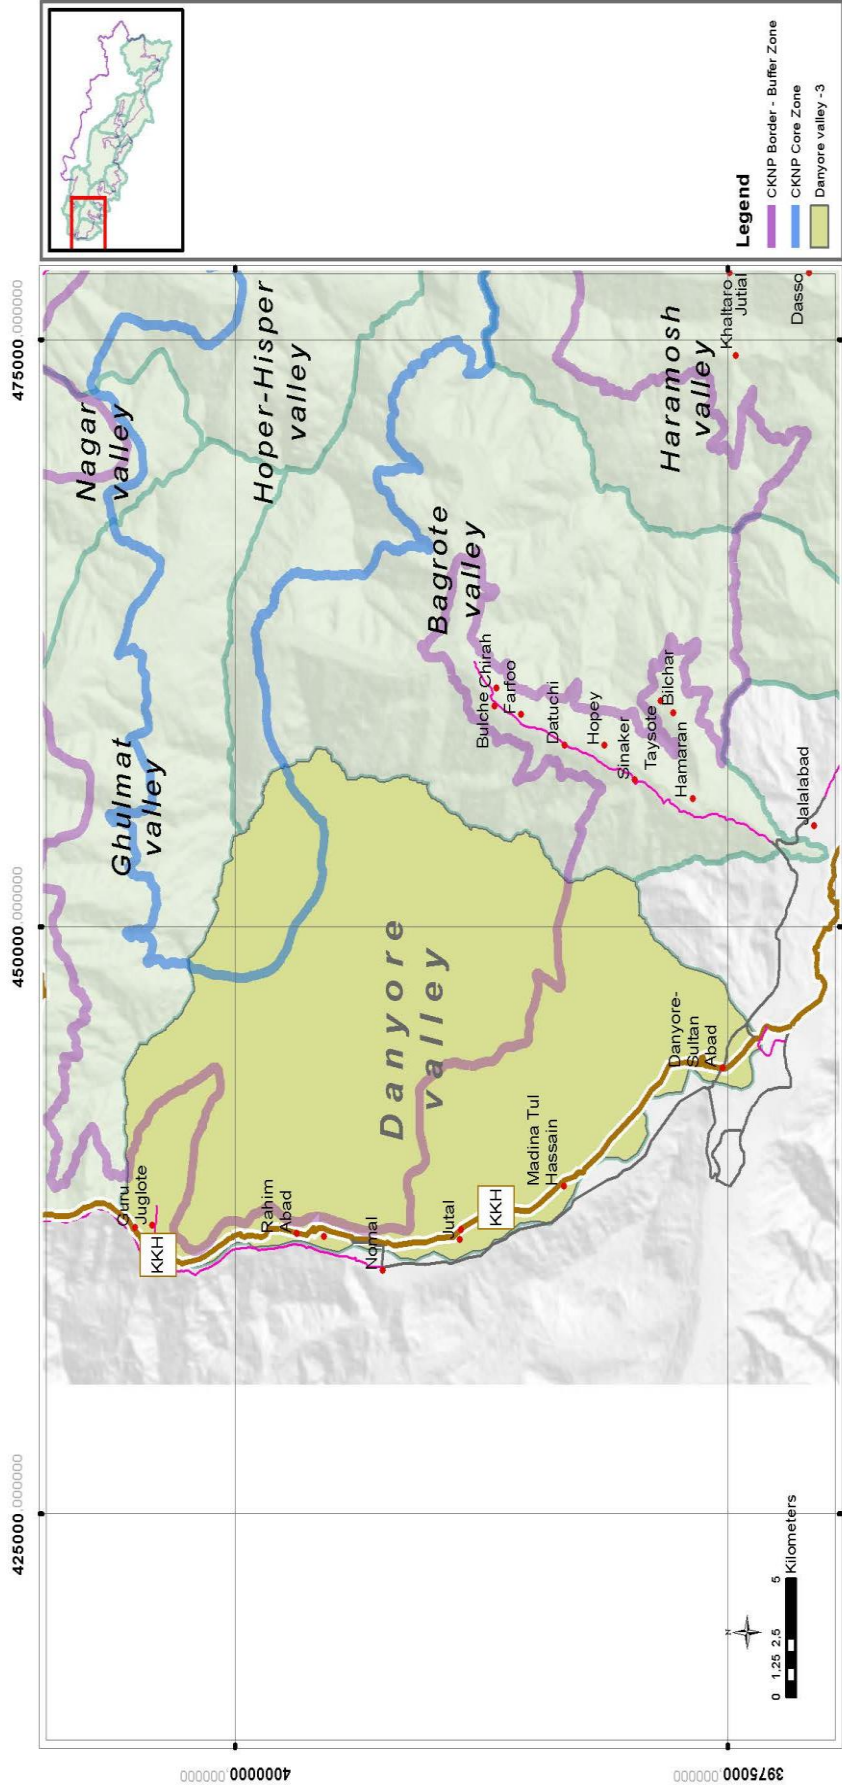 425000.000000
450000.000000
475000.000000
4000000.000000
3975000.000000
Nagar
valley
Ghulmat
valley
Hoper-Hisper
valley
Guru
Juglote
KKH
Rahim
Abad
Nomal
Danyore
valley
Bagrote
valley
Jutal
KKH
Bulche Chirah
Farfoo
Madina Tul
Hassain
Datuchi
Hopey
Sinaker
Taysote
Bilchar
Hamaran
Haramosh
valley
Danyore-
Sultan
Abad
Khaltaro
Jutial
Jalalabad
Dasso
N
0 1,25 2,5 5
Kilometers
Legend
CKNP Border - Buffer Zone
CKNP Core Zone
Danyore valley -3